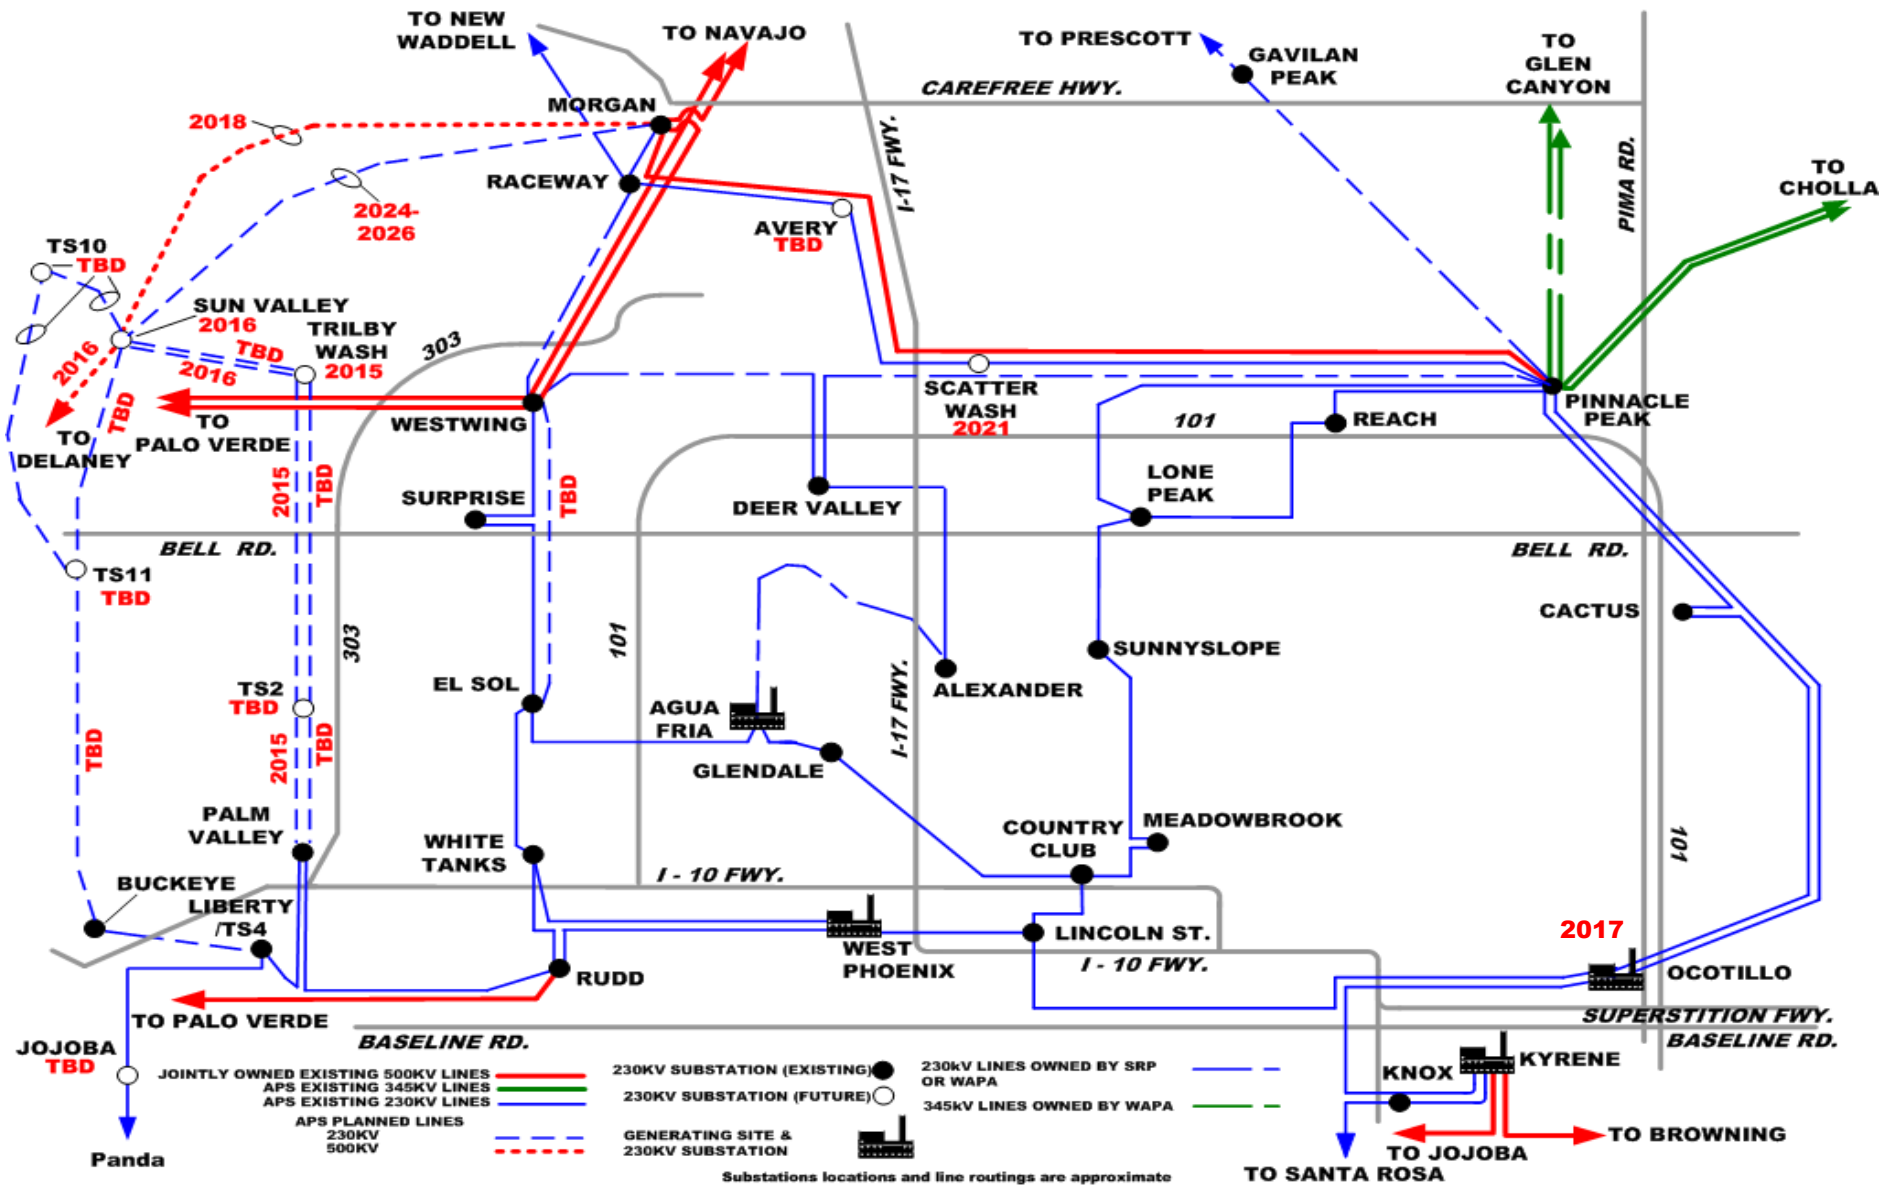 TO NEW
WADDELL
TO NAVAJO
TO PRESCOTT
GAVILAN
PEAK
TO
GLEN
CANYON
CAREFREE HWY.
MORGAN
2018
I-17 FWY.
PIMA RD.
TO
CHOLLA
RACEWAY
2024-
2026
AVERY
TBD
TS10
TBD
SUN VALLEY
2016
TRILBY
WASH
2015
303
TBD
2016
2016
TBD
TO
DELANEY
TO
PALO VERDE
WESTWING
SCATTER
WASH
2021
101
REACH
PINNACLE
PEAK
2015
TBD
SURPRISE
TBD
DEER VALLEY
LONE
PEAK
BELL RD.
BELL RD.
TS11
TBD
303
101
CACTUS
SUNNYSLOPE
EL SOL
ALEXANDER
TS2
TBD
AGUA
FRIA
I-17 FWY.
TBD
2015
TBD
GLENDALE
PALM
VALLEY
WHITE
TANKS
COUNTRY
CLUB
MEADOWBROOK
101
I - 10 FWY.
BUCKEYE
LIBERTY
/TS4
2017
WEST
PHOENIX
LINCOLN ST.
I - 10 FWY.
RUDD
OCOTILLO
TO PALO VERDE
SUPERSTITION FWY.
BASELINE RD.
BASELINE RD.
JOJOBA
TBD
KNOX
KYRENE
JOINTLY OWNED EXISTING 500KV LINES
APS EXISTING 345KV LINES
APS EXISTING 230KV LINES
APS PLANNED LINES
230KV
500KV
230KV SUBSTATION (EXISTING)
230KV SUBSTATION (FUTURE)
GENERATING SITE &
230KV SUBSTATION
230kV LINES OWNED BY SRP
OR WAPA
345kV LINES OWNED BY WAPA
TO BROWNING
TO JOJOBA
TO SANTA ROSA
Panda
Substations locations and line routings are approximate